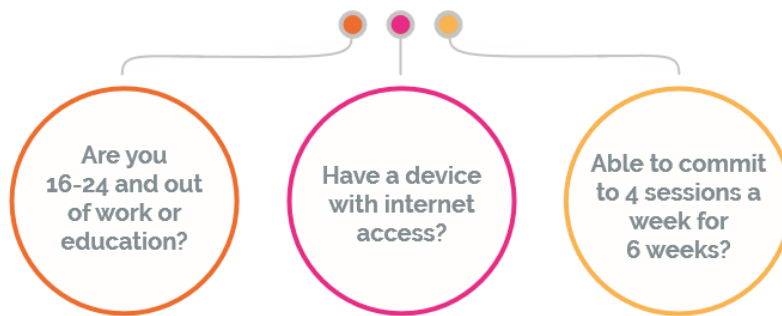 Are you
16-24 and out
of work or
education?
Have a device
with internet
access?
Able to commit
to 4 sessions a
week for
6 weeks?